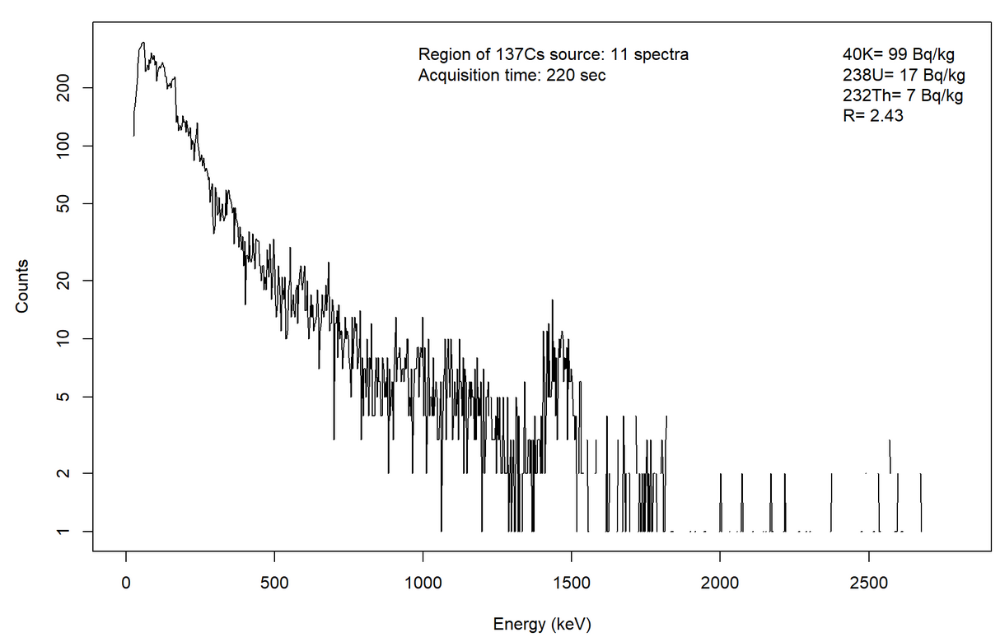 Region of 137Cs source: 11 spectra
Acquisition time: 220 sec
40K= 99 Bq/kg
238U= 17 Bq/kg
232Th= 7 Bq/kg
R= 2.43
Counts
200
100
50
20
10
5
2
1
0 500 1000 1500 2000 2500
Energy (keV)